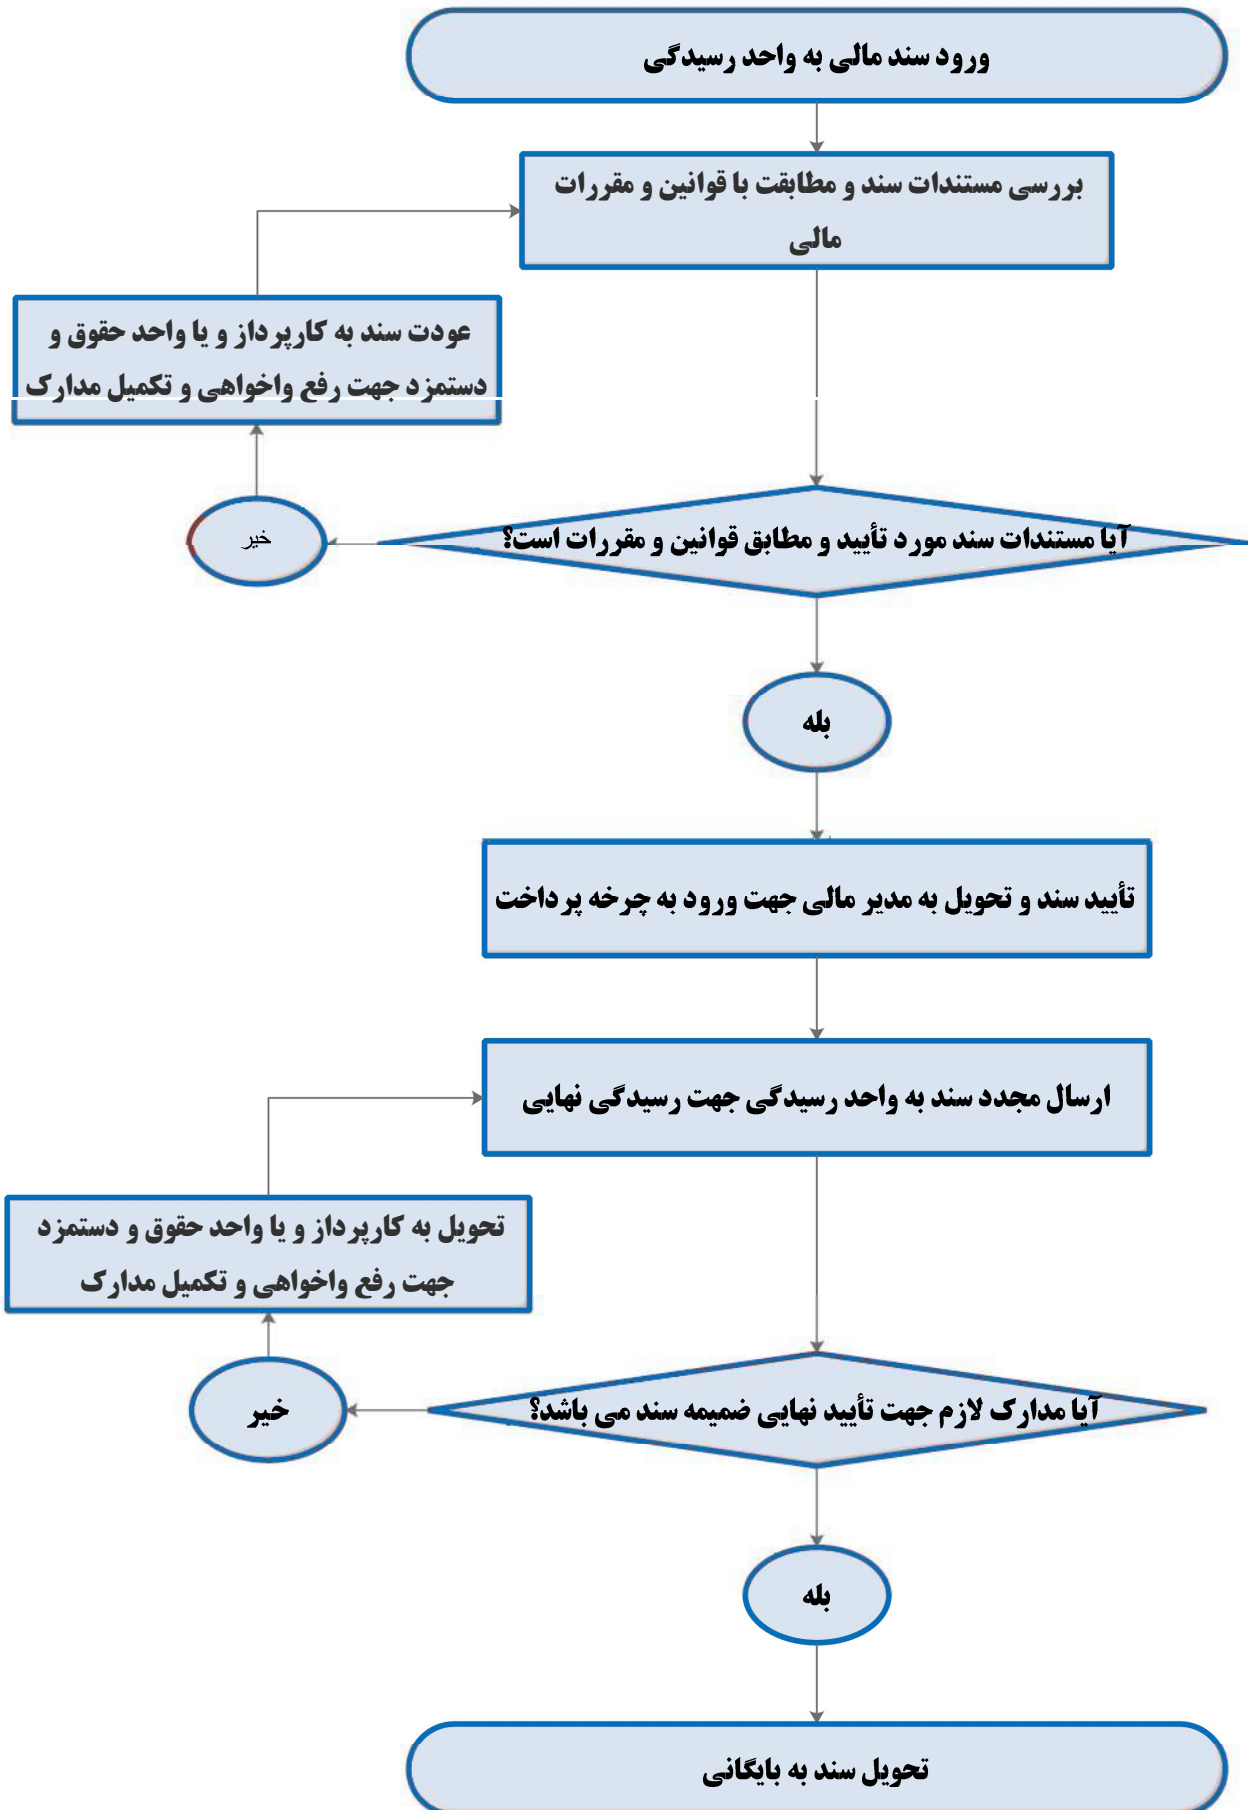 ورود سند مالی به واحد رسیدگی
بررسی مستندات سند و مطابقت با قوانین و مقررات
مالی
عودت سند به کارپرداز و یا واحد حقوق و
دستمزد جهت رفع واخواهی و تکمیل مدارک
آیا مستندات سند مورد تأیید و مطابق قوانین و مقررات است؟
خیر
بله
تأیید سند و تحویل به مدیر مالی جهت ورود به چرخه پرداخت
ارسال مجدد سند به واحد رسیدگی جهت رسیدگی نهایی
تحویل به کارپرداز و یا واحد حقوق و دستمزد
جهت رفع واخواهی و تکمیل مدارک
آیا مدارک لازم جهت تأیید نهایی ضمیمه سند می باشد؟
خیر
بله
تحویل سند به بایگانی